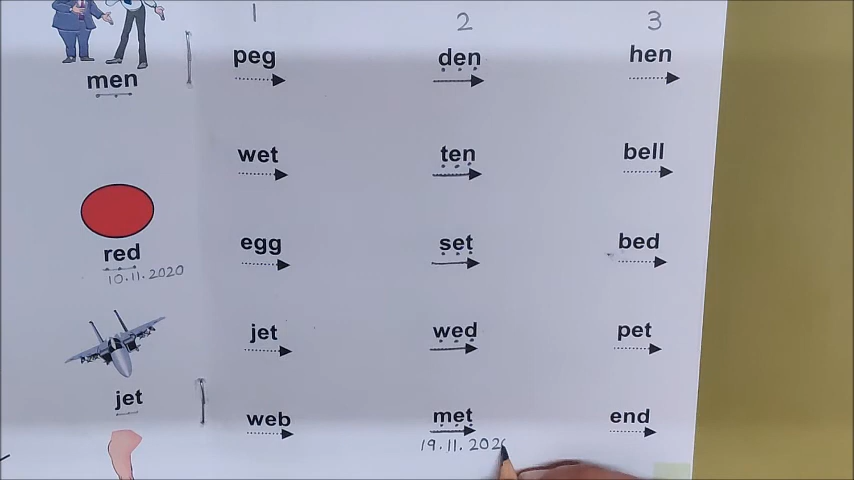 1 2 3
men peg den hen
wet ten bell
red egg set bed
10.11.2020
jet wed pet
jet
web met end
19.11.202